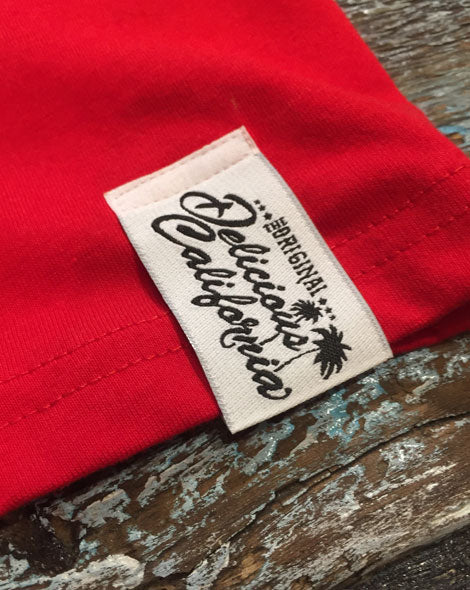 ★★★ THE ORIGINAL ★★★
Delicious
California